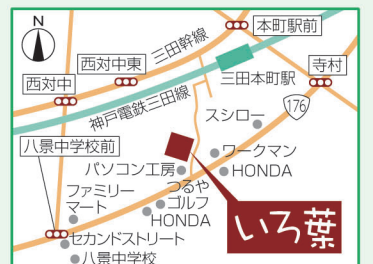 N
本町駅前
三田幹線
西対中東
西対中
三田本町駅
寺村
神戸電鉄三田線
176
スシロー
八景中学校前
ワークマン
パソコン工房
HONDA
つるや
ゴルフ
ファミリー
マート
HONDA
いろ葉
セカンドストリート
八景中学校